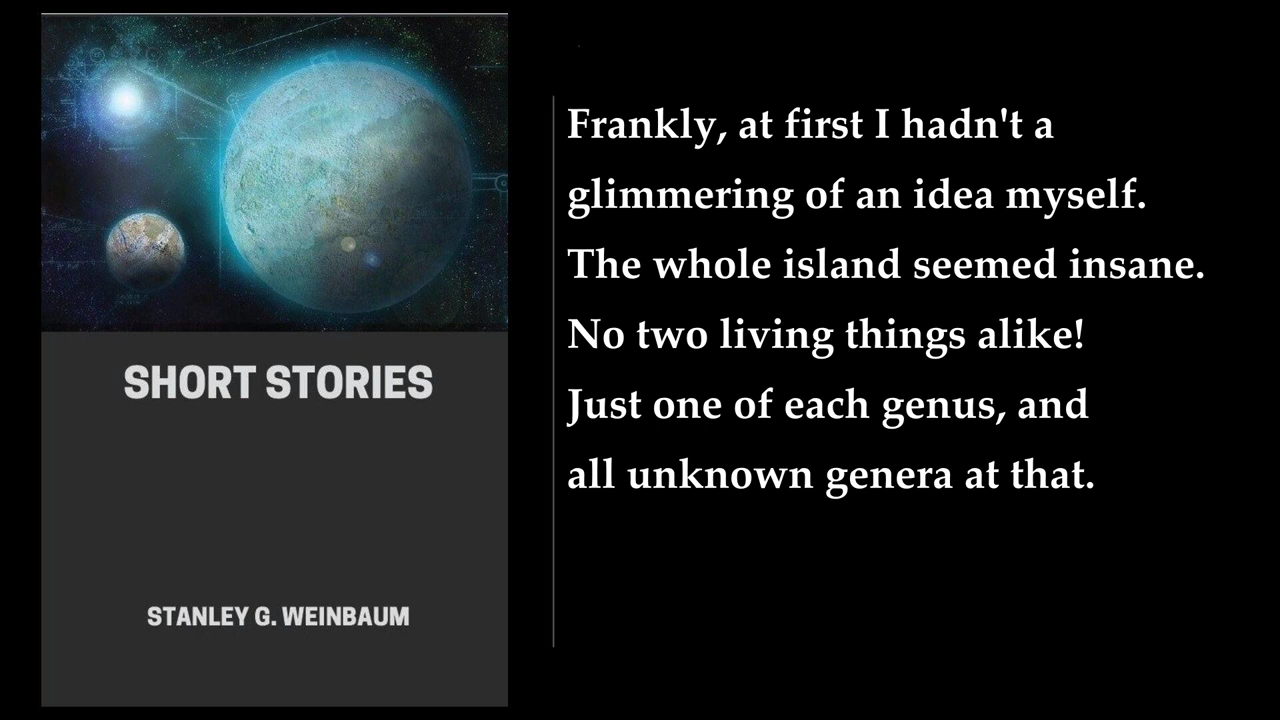 SHORT STORIES
STANLEY G. WEINBAUM
Frankly, at first I hadn't a
glimmering of an idea myself.
The whole island seemed insane.
No two living things alike!
Just one of each genus, and
all unknown genera at that.